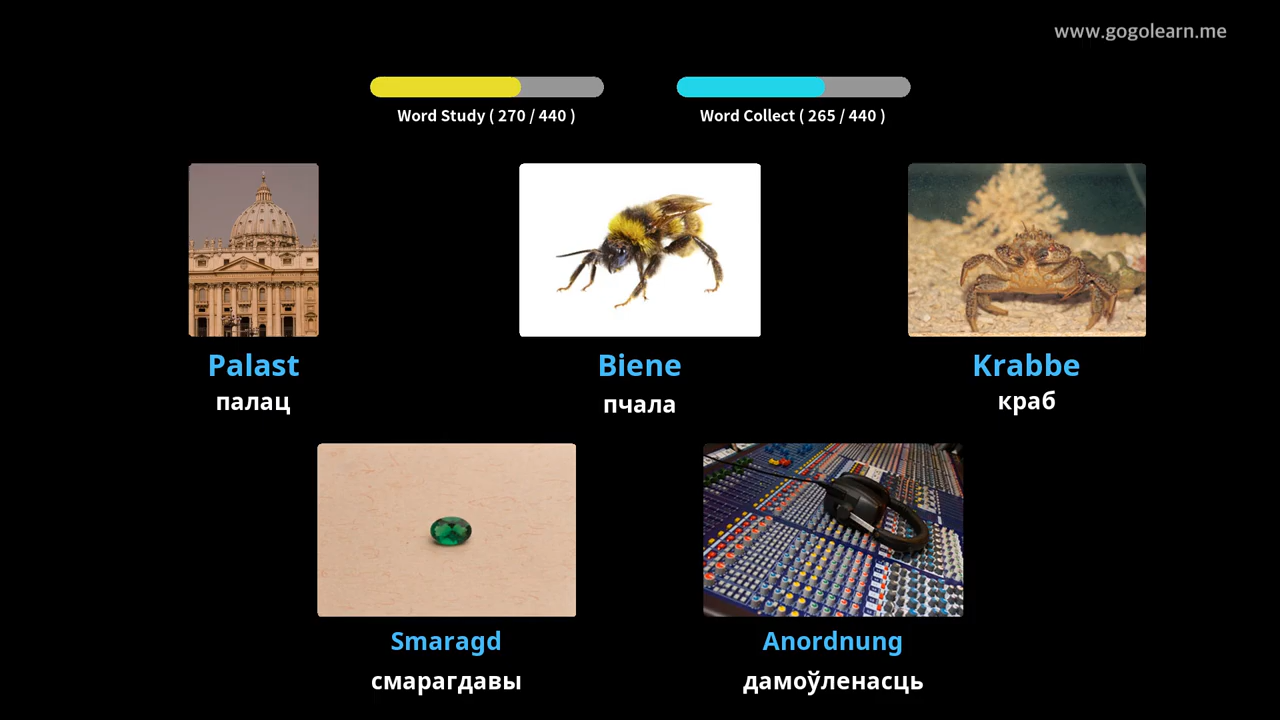 www.gogolearn.me
Word Study ( 270 / 440 )
Word Collect ( 265 / 440 )
Palast
палац
Biene
пчала
Krabbe
краб
Smaragd
смарагдавы
Anordnung
дамоўленасць